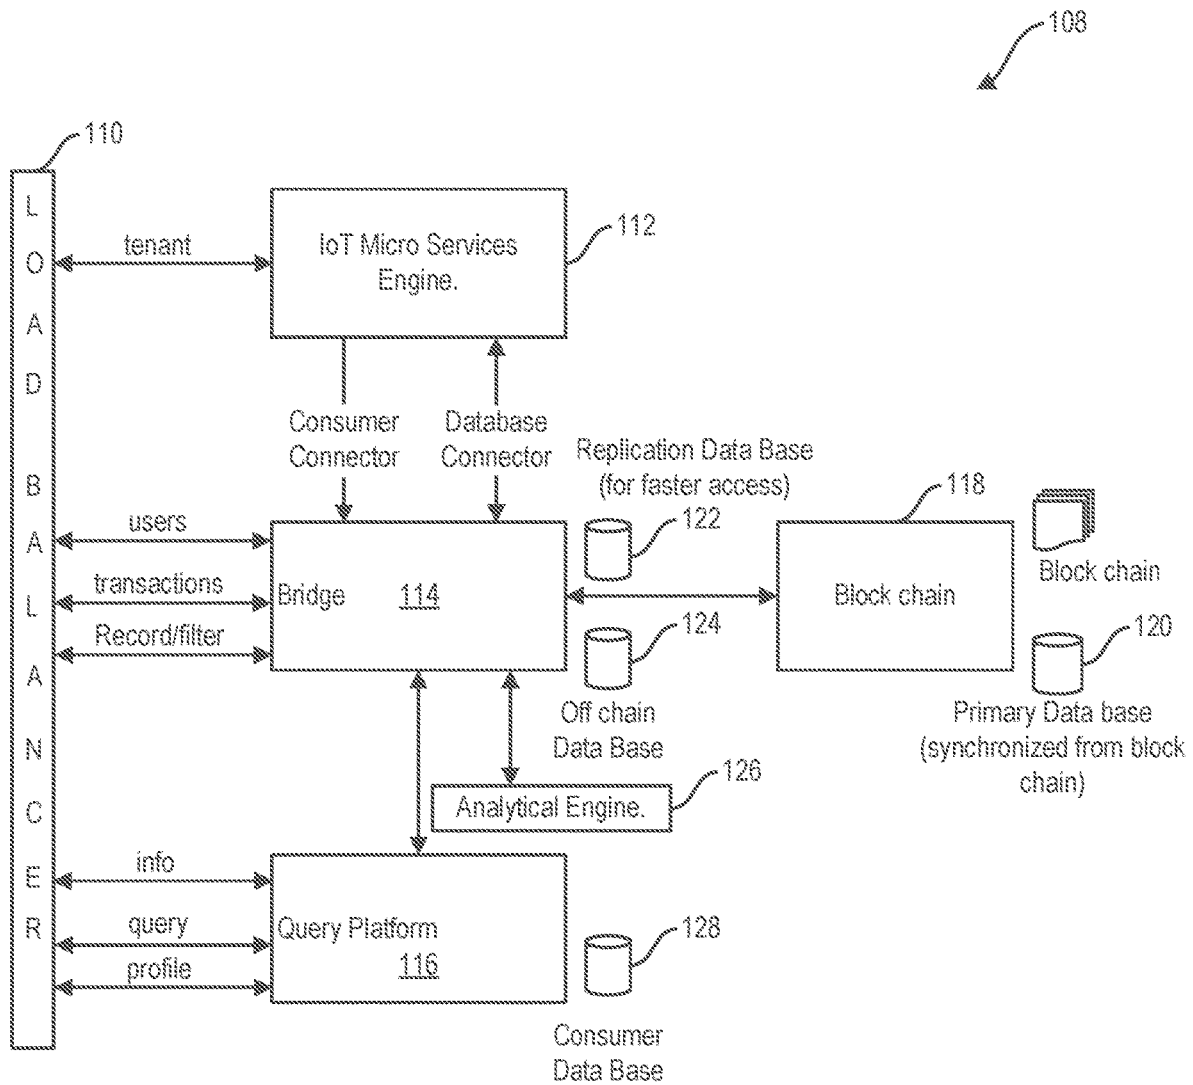 108
110
LOAD BALANCER
tenant
IoT Micro Services
Engine.
112
Consumer
Connector
Database
Connector
Replication Data Base
(for faster access)
122
118
Block chain
users
transactions
Record/filter
Bridge
114
Block chain
124
120
Off chain
Data Base
Primary Data base
(synchronized from block
chain)
126
Analytical Engine.
info
query
profile
Query Platform
116
128
Consumer
Data Base